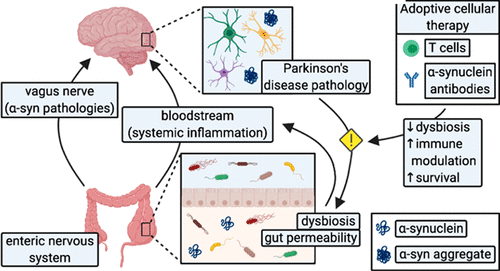 Adoptive cellular
therapy
T cells
α-synuclein
antibodies
Parkinson's
disease pathology
vagus nerve
(α-syn pathologies)
bloodstream
(systemic inflammation)
!
↓dysbiosis
↑immune
modulation
↑survival
dysbiosis
gut permeability
enteric nervous
system
α-synuclein
α-syn aggregate